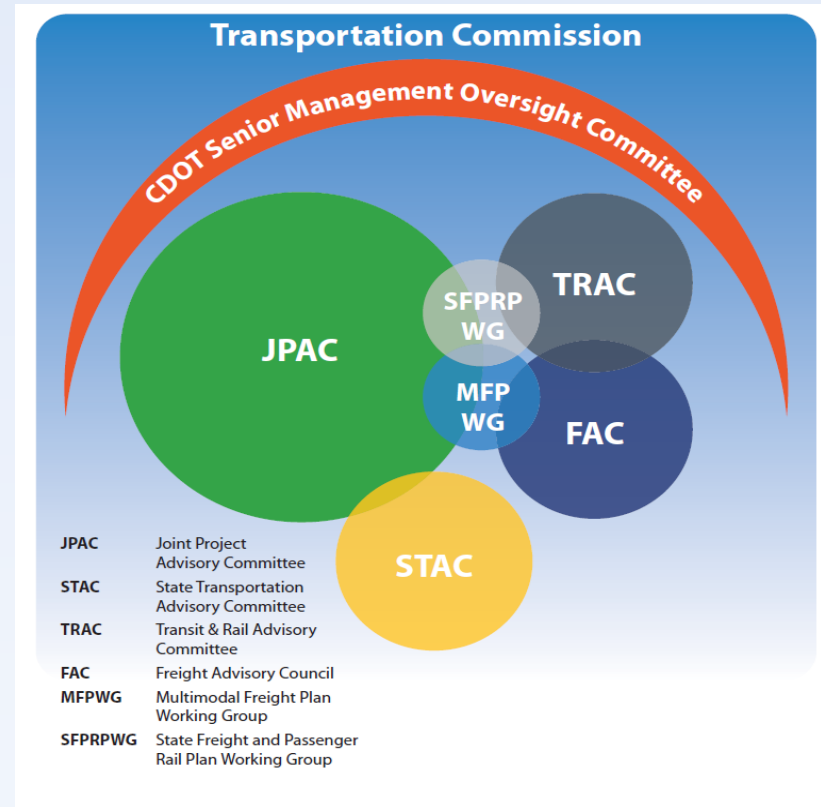 Transportation Commission
CDOT Senior Management Oversight Committee
TRAC
SFPRP
WG
JPAC
MFP
WG
FAC
STAC
JPAC Joint Project
Advisory Committee
STAC State Transportation
Advisory Committee
TRAC Transit & Rail Advisory
Committee
FAC Freight Advisory Council
MFPWG Multimodal Freight Plan
Working Group
SFPRPWG State Freight and Passenger
Rail Plan Working Group